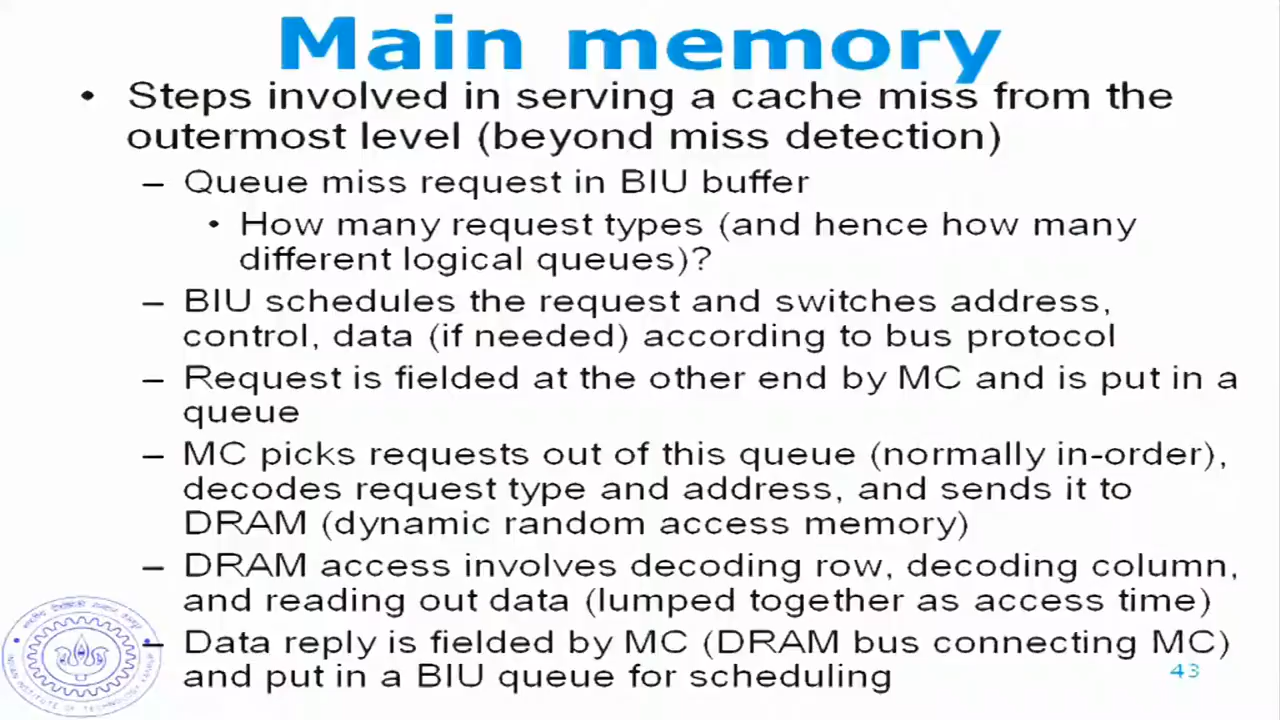 Main memory
• Steps involved in serving a cache miss from the
outermost level (beyond miss detection)
– Queue miss request in BIU buffer
• How many request types (and hence how many
different logical queues)?
– BIU schedules the request and switches address,
control, data (if needed) according to bus protocol
– Request is fielded at the other end by MC and is put in a
queue
– MC picks requests out of this queue (normally in-order),
decodes request type and address, and sends it to
DRAM (dynamic random access memory)
– DRAM access involves decoding row, decoding column,
and reading out data (lumped together as access time)
– Data reply is fielded by MC (DRAM bus connecting MC)
and put in a BIU queue for scheduling
43
INDIAN INSTITUTE OF TECHNOLOGY KANPUR